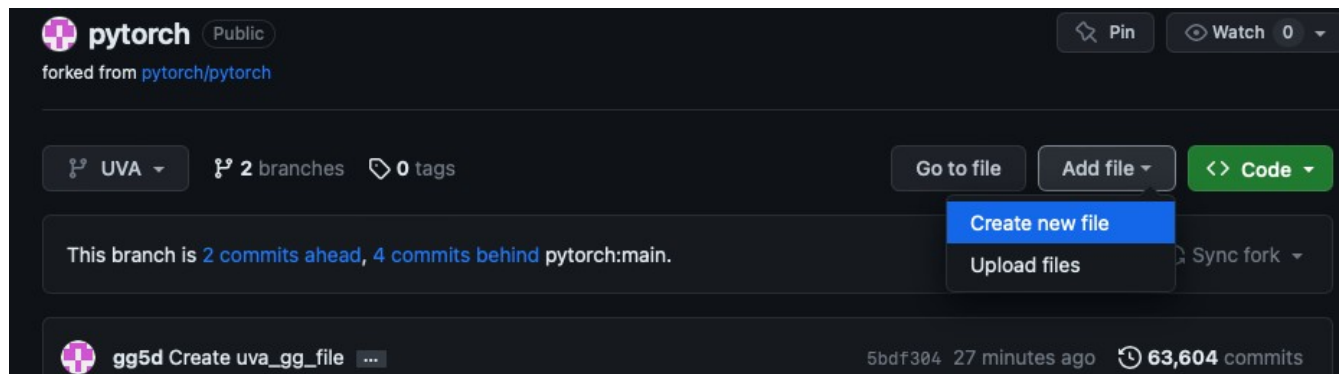 pytorch Public Pin Watch 0
forked from pytorch/pytorch
UVA 2 branches 0 tags Go to file Add file <> Code
Create new file
This branch is 2 commits ahead, 4 commits behind pytorch:main. Sync fork
Upload files
gg5d Create uva_gg_file ... 5bdf304 27 minutes ago 63,604 commits